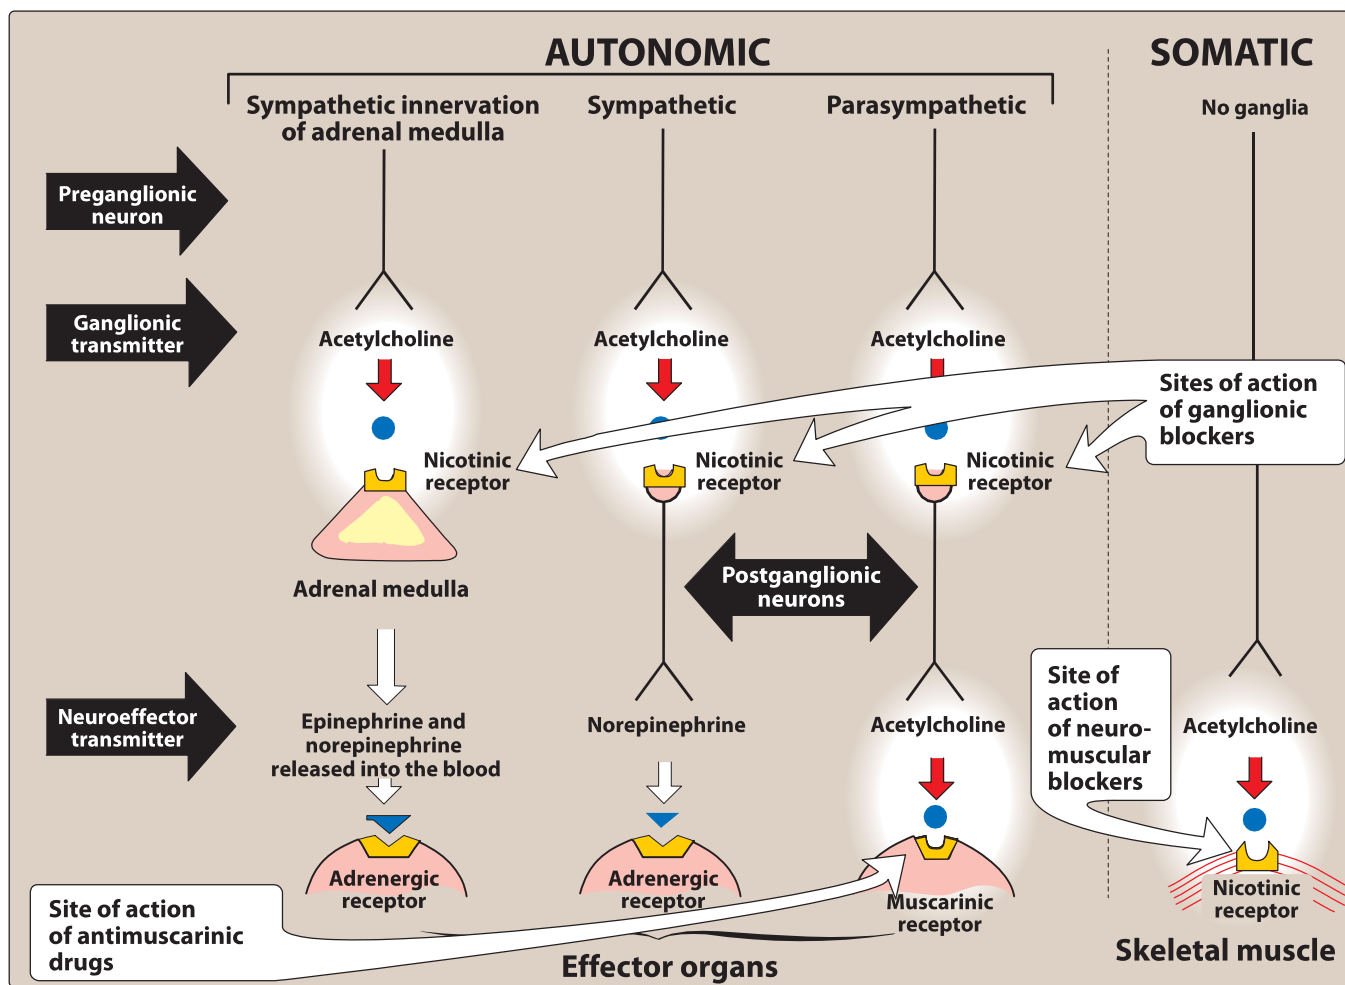 AUTONOMIC
SOMATIC
Sympathetic innervation
of adrenal medulla
Sympathetic
Parasympathetic
No ganglia
Preganglionic
neuron
Ganglionic
transmitter
Acetylcholine
Acetylcholine
Acetylcholine
Sites of action
of ganglionic
blockers
Nicotinic
receptor
Nicotinic
receptor
Nicotinic
receptor
Adrenal medulla
Postganglionic
neurons
Neuroeffector
transmitter
Epinephrine and
norepinephrine
released into the blood
Norepinephrine
Acetylcholine
Site of
action
of neuro-
muscular
blockers
Acetylcholine
Adrenergic
receptor
Adrenergic
receptor
Muscarinic
receptor
Nicotinic
receptor
Site of action
of antimuscarinic
drugs
Effector organs
Skeletal muscle